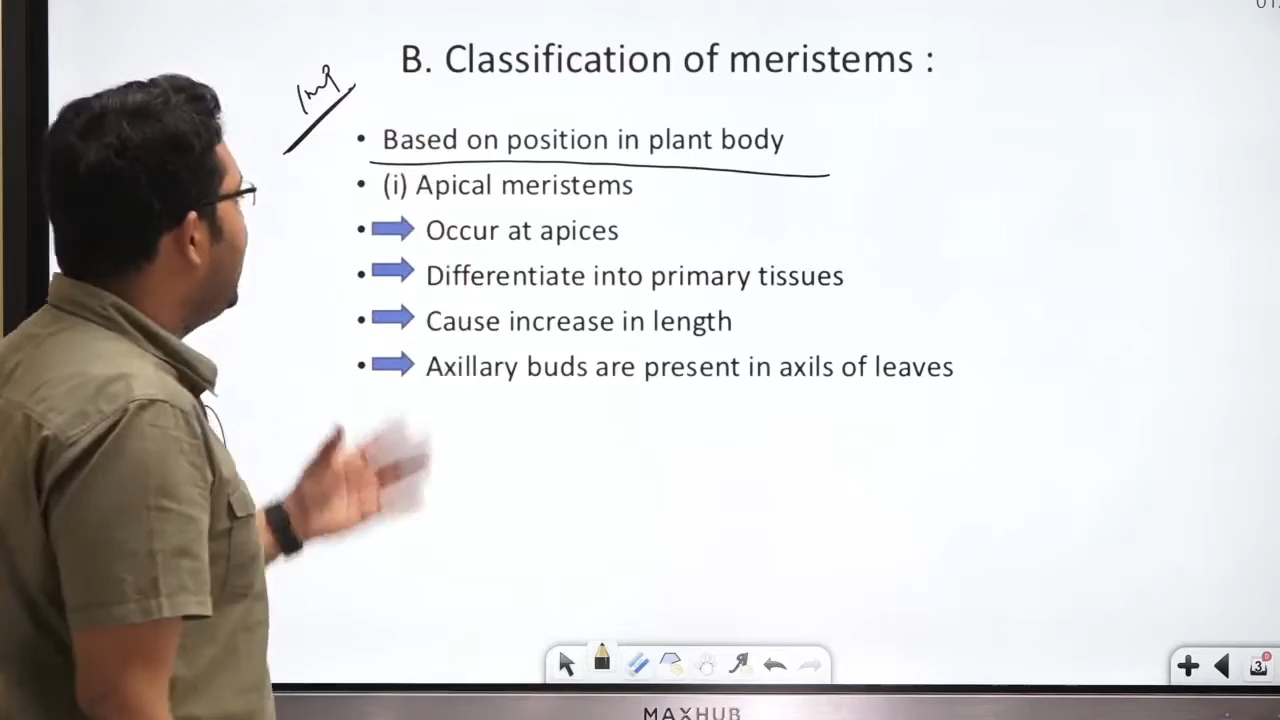 B. Classification of meristems :
Imp
• Based on position in plant body
• (i) Apical meristems
• Occur at apices
• Differentiate into primary tissues
• Cause increase in length
• Axillary buds are present in axils of leaves
3
MAXHUB